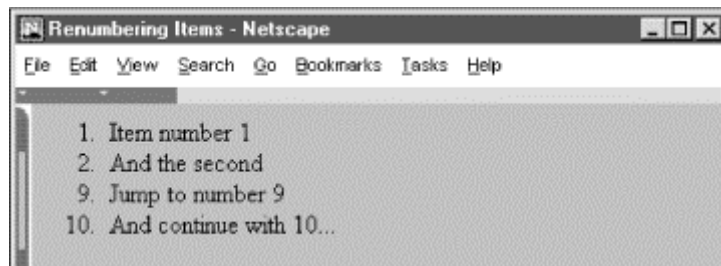 Renumbering Items - Netscape
File Edit View Search Go Bookmarks Tasks Help
1. Item number 1
2. And the second
9. Jump to number 9
10. And continue with 10...